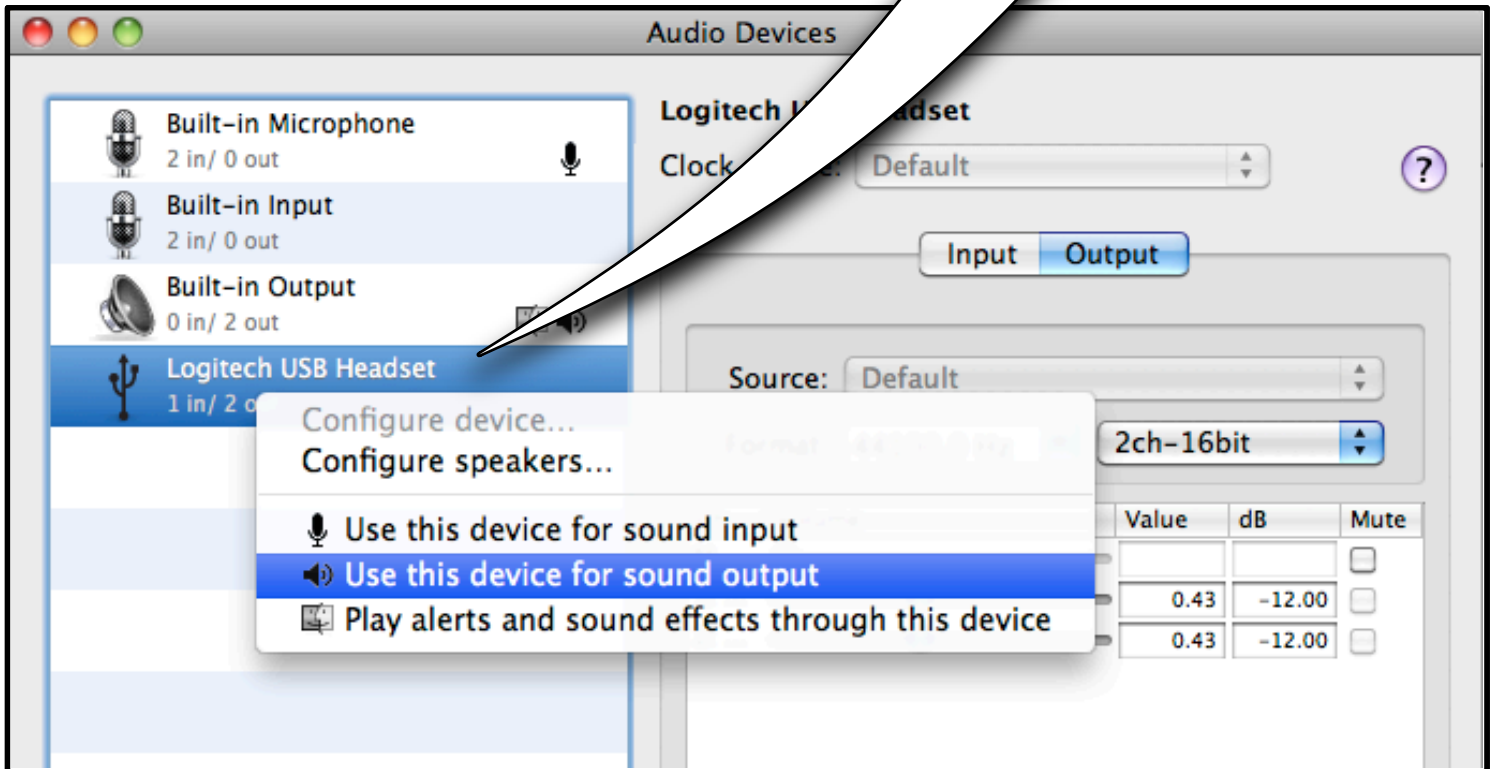 Audio Devices
Built-in Microphone
2 in/ 0 out
Built-in Input
2 in/ 0 out
Built-in Output
0 in/ 2 out
Logitech USB Headset
1 in/ 2
Configure device...
Configure speakers...
Use this device for sound input
Use this device for sound output
Play alerts and sound effects through this device
Logitech
Clock
Default
?
Input
Output
Source: Default
Format
2ch-16bit
Value dB Mute
0.43 -12.00
0.43 -12.00